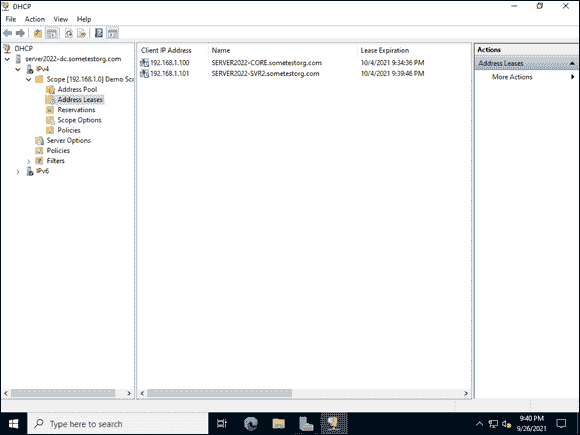 DHCP
File Action View Help
DHCP
server2022-dc.sometestorg.com
IPv4
Scope [192.168.1.0] Demo Sco
Address Pool
Address Leases
Reservations
Scope Options
Policies
Server Options
Policies
Filters
IPv6
Client IP Address Name Lease Expiration
192.168.1.100 SERVER2022-CORE.sometestorg.com 10/4/2021 9:34:36 PM
192.168.1.101 SERVER2022-SVR2.sometestorg.com 10/4/2021 9:39:46 PM
Actions
Address Leases
More Actions
Type here to search
9:40 PM
9/26/2021